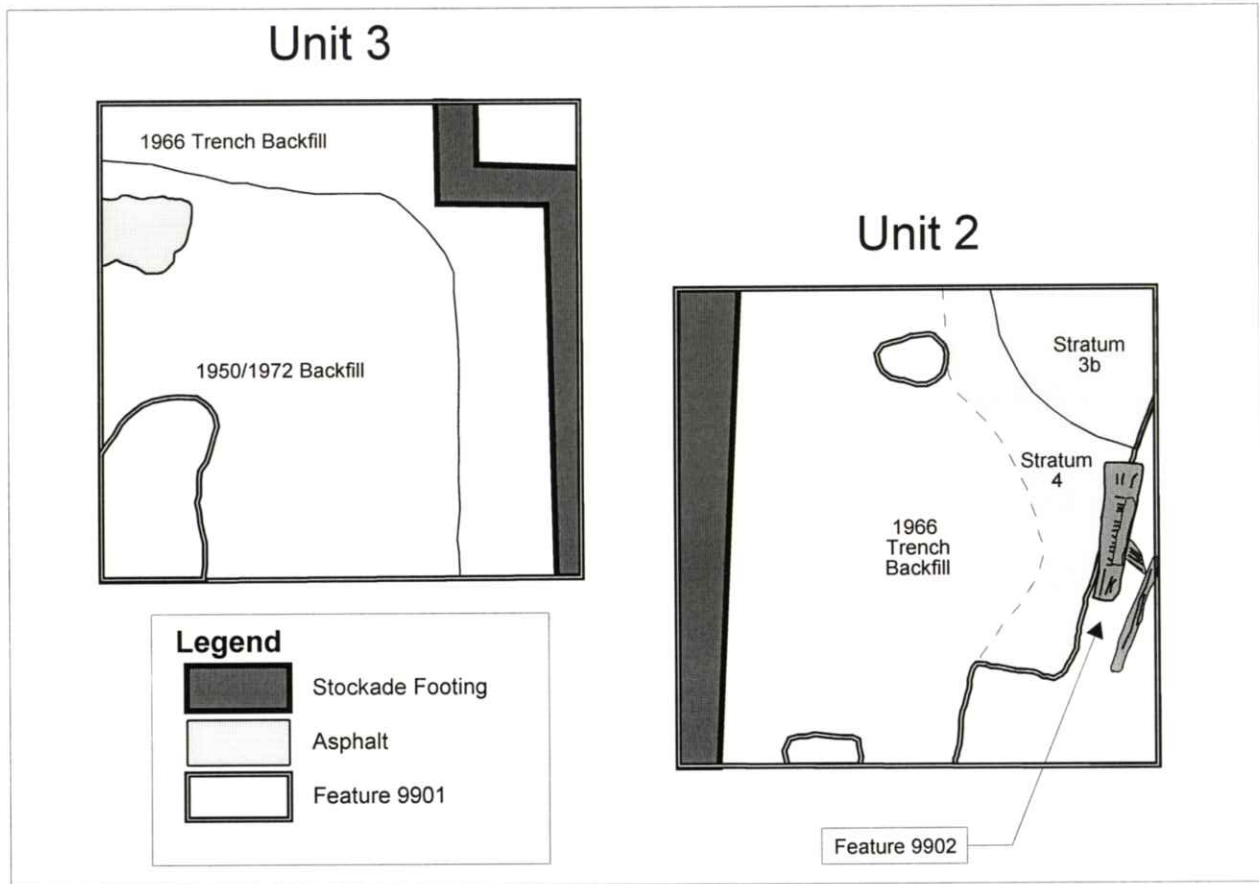 Unit 3
1966 Trench Backfill
1950/1972 Backfill
Unit 2
Stratum
3b
Stratum
4
1966
Trench
Backfill
Legend
Stockade Footing
Asphalt
Feature 9901
Feature 9902